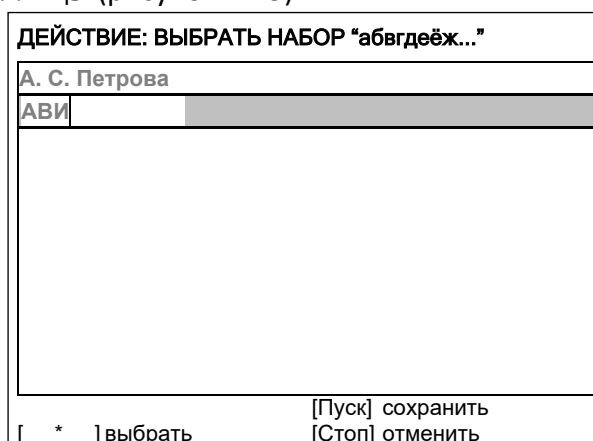 ДЕЙСТВИЕ: ВЫБРАТЬ НАБОР “абвгдеёж...”
А. С. Петрова
АВИ
[Пуск] сохранить
[ * ] выбрать [Стоп] отменить